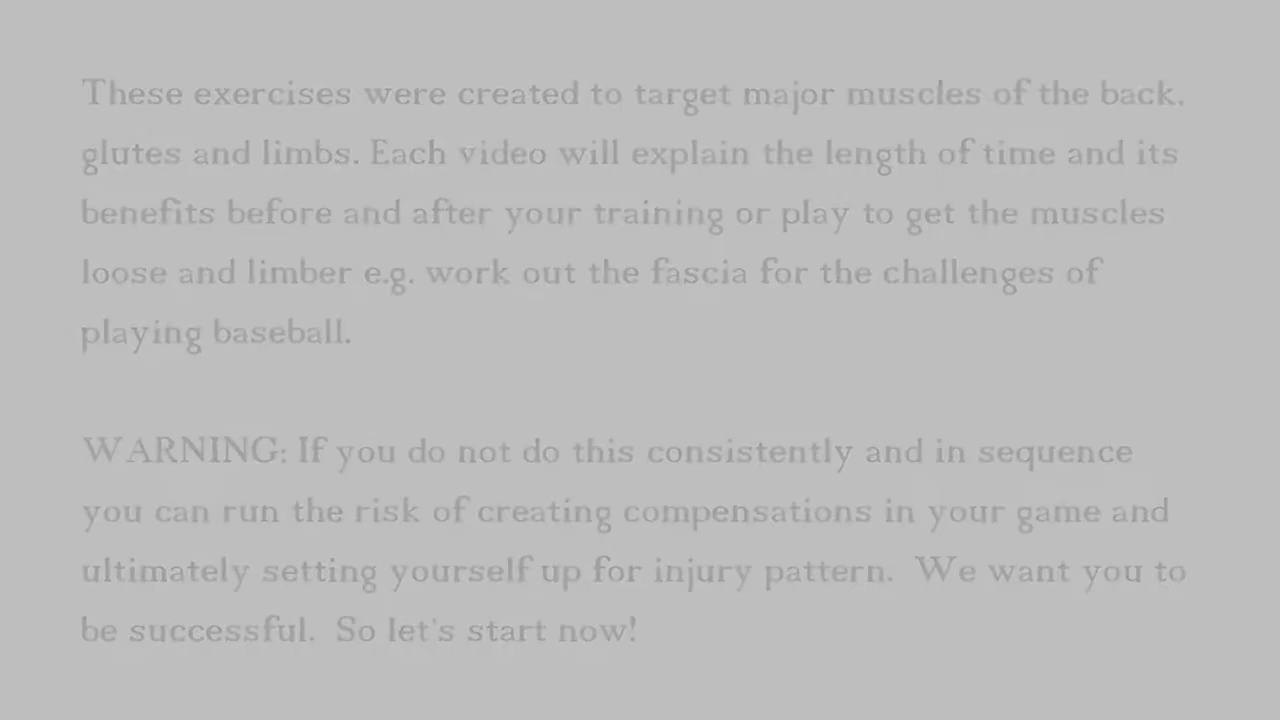 These exercises were created to target major muscles of the back,
glutes and limbs. Each video will explain the length of time and its
benefits before and after your training or play to get the muscles
loose and limber e.g. work out the fascia for the challenges of
playing baseball.
WARNING: If you do not do this consistently and in sequence
you can run the risk of creating compensations in your game and
ultimately setting yourself up for injury pattern.  We want you to
be successful.  So let's start now!